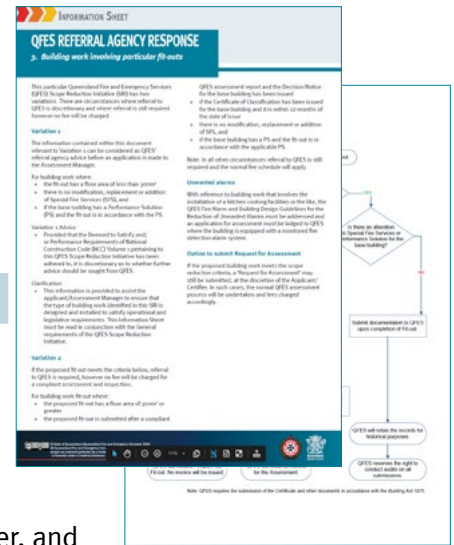 INFORMATION SHEET
QFES REFERRAL AGENCY RESPONSE
3. Building work involving particular fit-outs
This particular Queensland Fire and Emergency Services
(QFES) Scope Reduction Initiative (SRI) has two
variations. There are circumstances where referral to
QFES is discretionary and where referral is still required
however no fee will be charged.
Variation 1
The information contained within this document
relevant to Variation 1 can be considered as QFES'
referral agency advice before an application is made to
the Assessment Manager.
For building work where:
• the fit-out has a floor area of less than 300m²
• there is no modification, replacement or addition
of Special Fire Services (SFS), and
• if the base building has a Performance Solution
(PS) and the fit-out is in accordance with the PS.
Variation 1 Advice
• Provided that the Deemed to Satisfy and/
or Performance Requirements of National
Construction Code (NCC) Volume 1 pertaining to
this QFES Scope Reduction Initiative has been
adhered to, it is discretionary as to whether further
advice should be sought from QFES.
Clarification
• This information is provided to assist the
applicant/Assessment Manager to ensure that
the type of building work identified in this SRI is
designed and installed to satisfy operational and
legislative requirements. This Information Sheet
must be read in conjunction with the General
requirements of the QFES Scope Reduction
Initiative.
Variation 2
If the proposed fit-out meets the criteria below, referral
to QFES is required, however no fee will be charged for
a compliant assessment and inspection.
For building work fit-out where:
• the proposed fit-out has a floor area of 300m² or
greater
• the proposed fit-out is submitted after a compliant
QFES assessment report and the Decision Notice
for the base building has been issued
• if the Certificate of Classification has been issued
for the base building and it is within 12 months of
the date of issue
• there is no modification, replacement or addition
of SFS, and
• if the base building has a PS and the fit-out is in
accordance with the applicable PS.
Note: In all other circumstances referral to QFES is still
required and the normal fee schedule will apply.
Unwanted alarms
With reference to building work that involves the
installation of a kitchen cooking facilities or the like, the
QFES Fire Alarm and Building Design Guidelines for the
Reduction of Unwanted Alarms must be addressed and
an application for assessment must be lodged to QFES
where the building is equipped with a monitored fire
detection alarm system.
Option to submit Request for Assessment
If the proposed building work meets the scope
reduction criteria, a "Request for Assessment" may
still be submitted, at the discretion of the Applicant/
Certifier. In such cases, the normal QFES assessment
process will be undertaken and fees charged
accordingly.
YES
Is there an alteration
to Special Fire Services or
Performance Solution for the
base building?
NO
Submit documentation to QFES
upon completion of Fit-out
QFES will retain the records for
historical purposes
QFES reserves the right to
conduct audits on all
submissions
Fit-out. No invoice will be issued
for the Assessment
Note: QFES requires the submission of the Certificate and other documents in accordance with the Building Act 1975
er, and